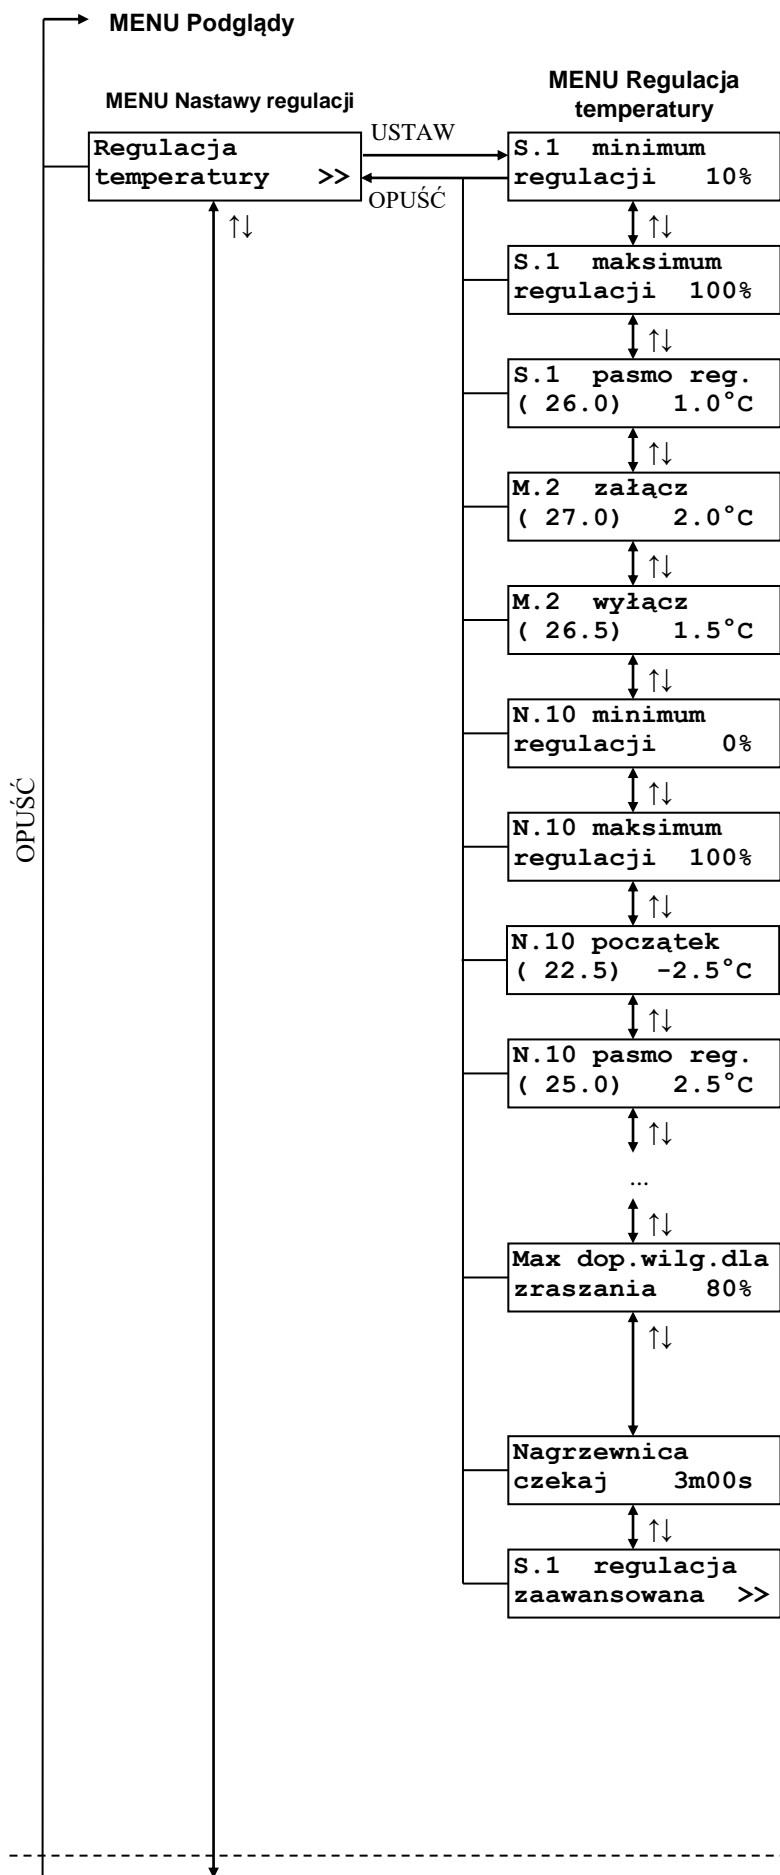 MENU Podglądy
MENU Nastawy regulacji
MENU Regulacja
temperatury
Regulacja
temperatury >>
USTAW
OPUŚĆ
↑↓
S.1 minimum
regulacji 10%
↑↓
S.1 maksimum
regulacji 100%
↑↓
S.1 pasmo reg.
( 26.0) 1.0°C
↑↓
M.2 załącz
( 27.0) 2.0°C
↑↓
M.2 wyłącz
( 26.5) 1.5°C
↑↓
N.10 minimum
regulacji 0%
↑↓
OPUŚĆ
N.10 maksimum
regulacji 100%
↑↓
N.10 początek
( 22.5) -2.5°C
↑↓
N.10 pasmo reg.
( 25.0) 2.5°C
↑↓
...
↑↓
Max dop.wilg.dla
zraszania 80%
↑↓
Nagrzewnica
czekaj 3m00s
↑↓
S.1 regulacja
zaawansowana >>